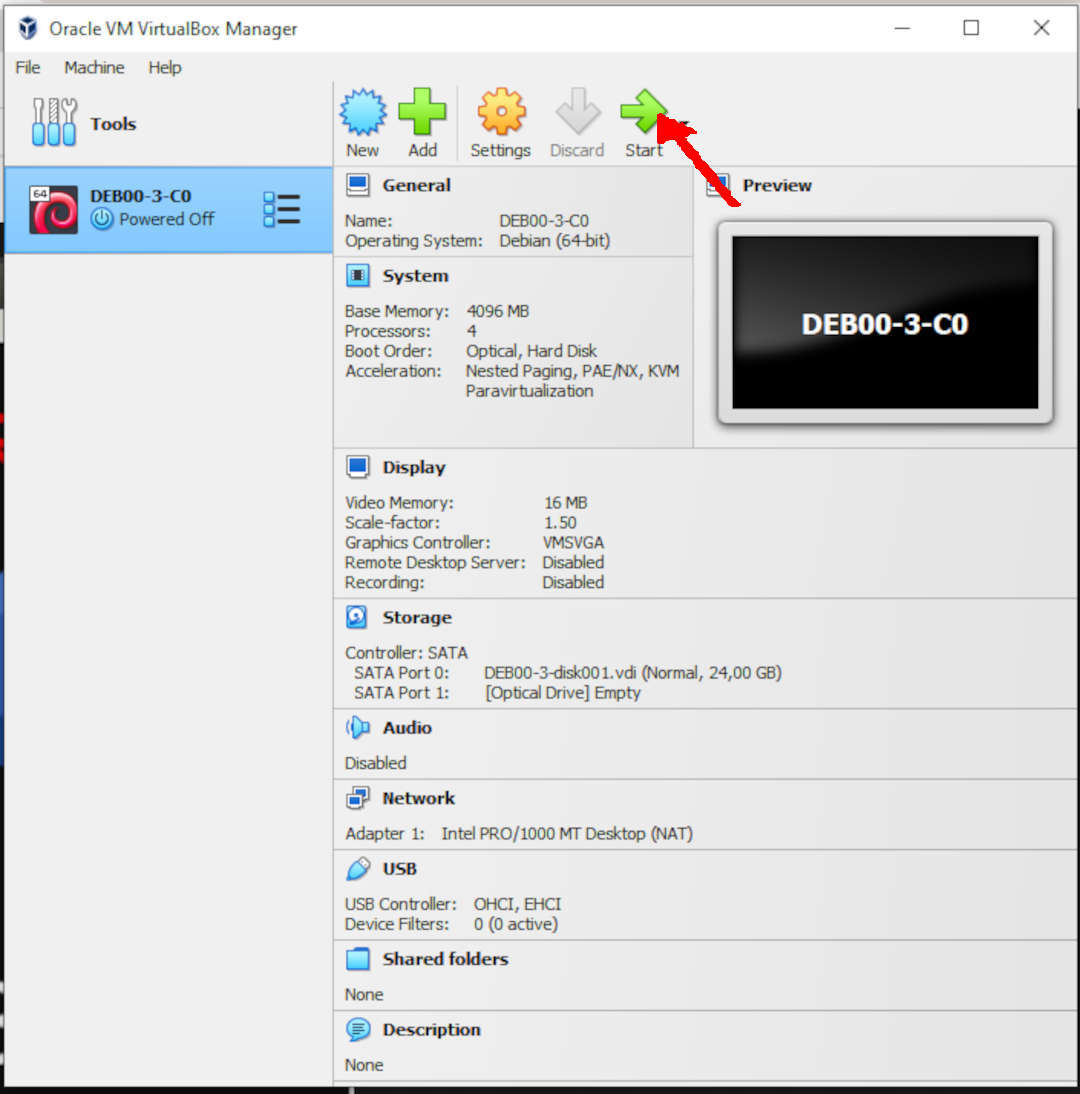 Oracle VM VirtualBox Manager
File Machine Help
Tools
New Add Settings Discard Start
64 DEB00-3-C0
Powered Off
General
Name: DEB00-3-C0
Operating System: Debian (64-bit)
System
Base Memory: 4096 MB
Processors: 4
Boot Order: Optical, Hard Disk
Acceleration: Nested Paging, PAE/NX, KVM
Paravirtualization
Preview
DEB00-3-C0
Display
Video Memory: 16 MB
Scale-factor: 1.50
Graphics Controller: VMSVGA
Remote Desktop Server: Disabled
Recording: Disabled
Storage
Controller: SATA
SATA Port 0: DEB00-3-disk001.vdi (Normal, 24,00 GB)
SATA Port 1: [Optical Drive] Empty
Audio
Disabled
Network
Adapter 1: Intel PRO/1000 MT Desktop (NAT)
USB
USB Controller: OHCI, EHCI
Device Filters: 0 (0 active)
Shared folders
None
Description
None